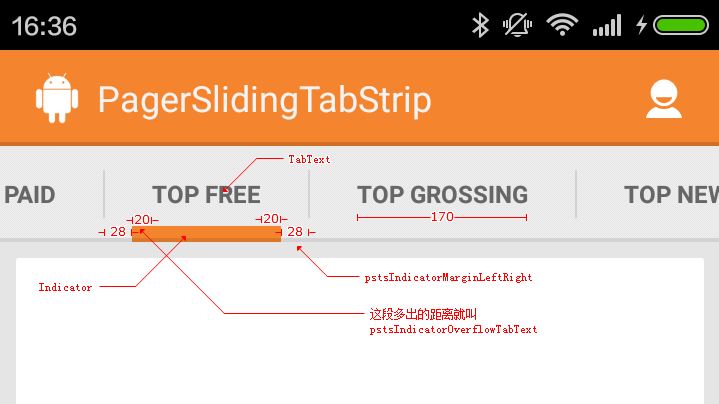 16:36
PagerSlidingTabStrip
TabText
PAID
TOP FREE
TOP GROSSING
TOP NEW
20
20
170
28
28
pstsIndicatorMarginLeftRight
Indicator
这段多出的距离就叫
pstsIndicatorOverflowTabText